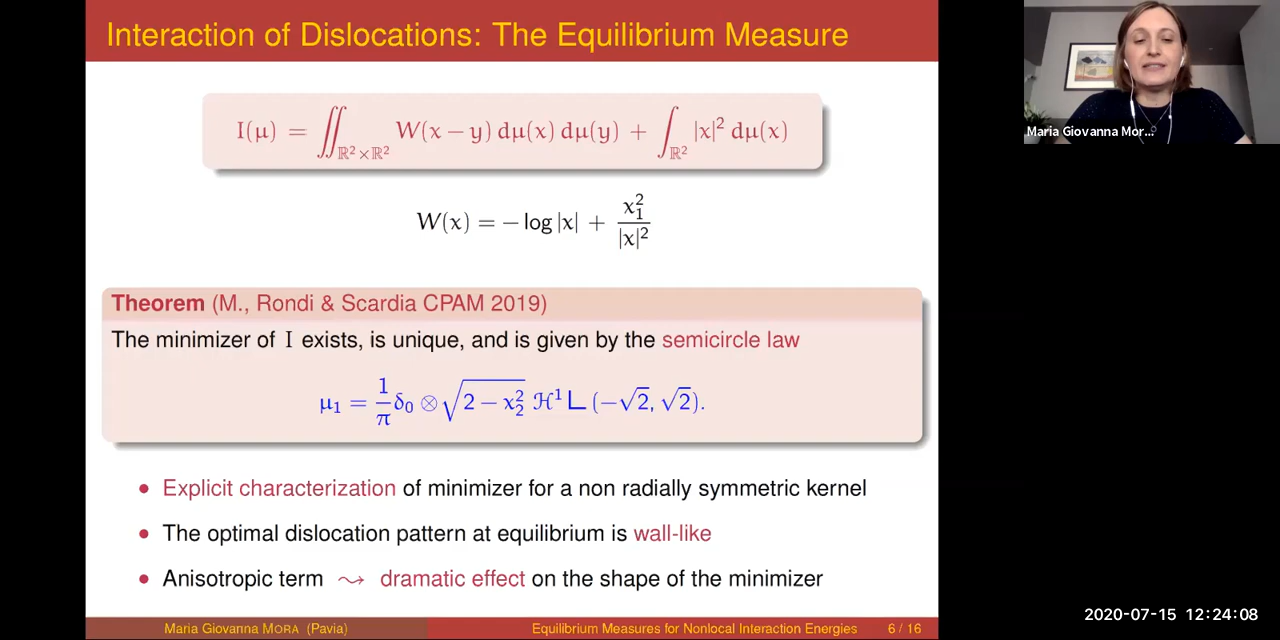 Interaction of Dislocations: The Equilibrium Measure
I(μ) = ∬_{ℝ²×ℝ²} W(x − y) dμ(x) dμ(y) + ∫_{ℝ²} |x|² dμ(x)
W(x) = − log |x| + x₁²/|x|²
Theorem (M., Rondi & Scardia CPAM 2019)
The minimizer of I exists, is unique, and is given by the semicircle law
μ₁ = 1/π δ₀ ⊗ √(2 − x₂²) ℋ¹ ⌞ (−√2, √2).
• Explicit characterization of minimizer for a non radially symmetric kernel
• The optimal dislocation pattern at equilibrium is wall-like
• Anisotropic term ⇝ dramatic effect on the shape of the minimizer
Maria Giovanna MORA (Pavia) Equilibrium Measures for Nonlocal Interaction Energies 6 / 16
Maria Giovanna Mor...
2020-07-15 12:24:08